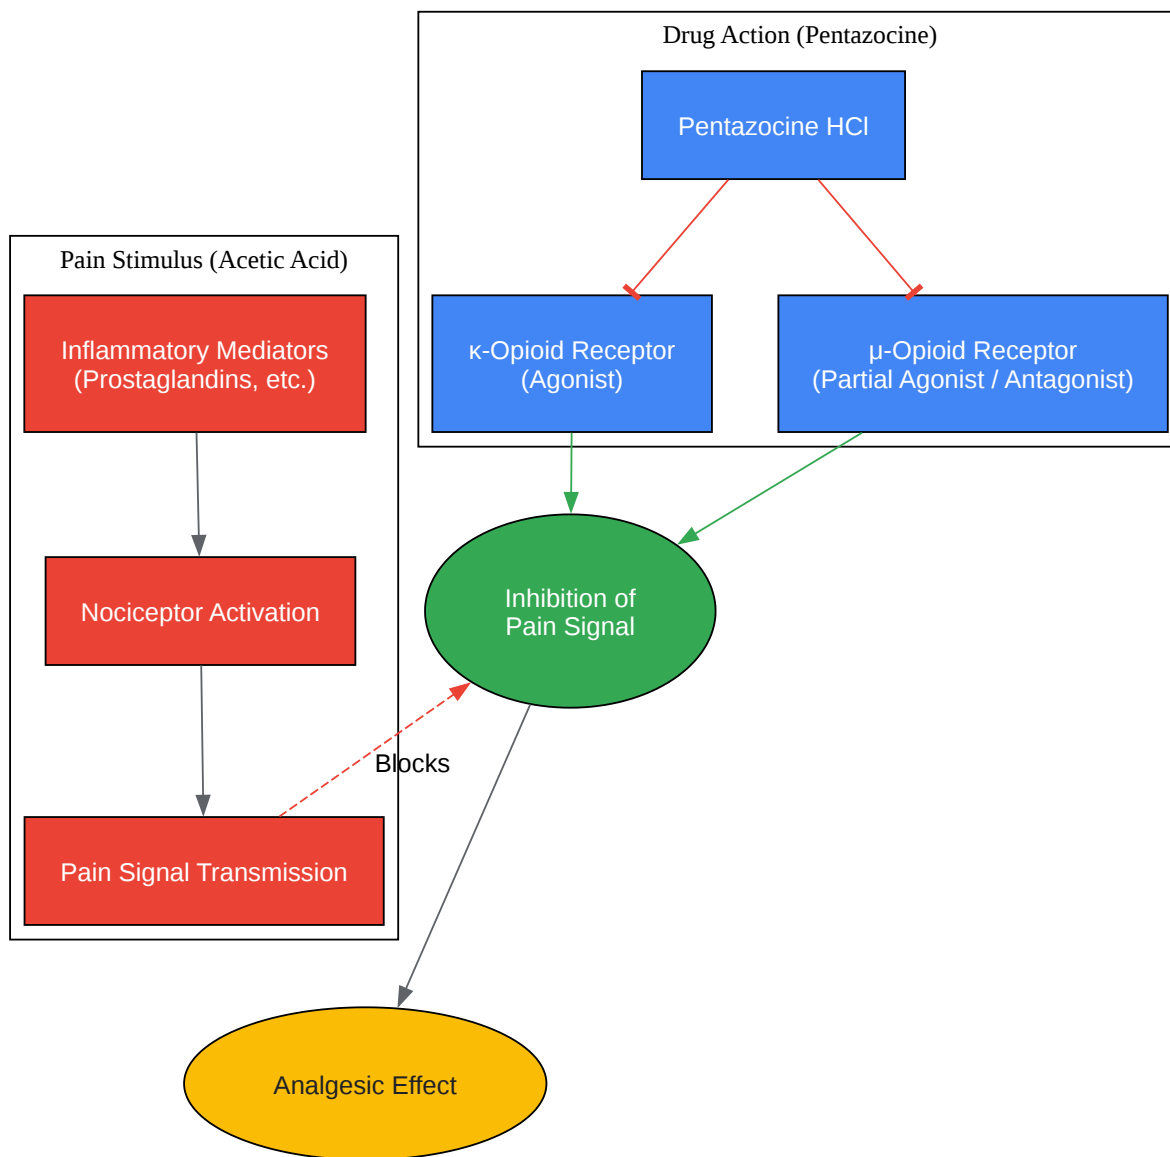 Drug Action (Pentazocine)
Pentazocine HCl
Pain Stimulus (Acetic Acid)
Inflammatory Mediators
(Prostaglandins, etc.)
κ-Opioid Receptor
(Agonist)
μ-Opioid Receptor
(Partial Agonist / Antagonist)
Nociceptor Activation
Inhibition of
Pain Signal
Blocks
Pain Signal Transmission
Analgesic Effect